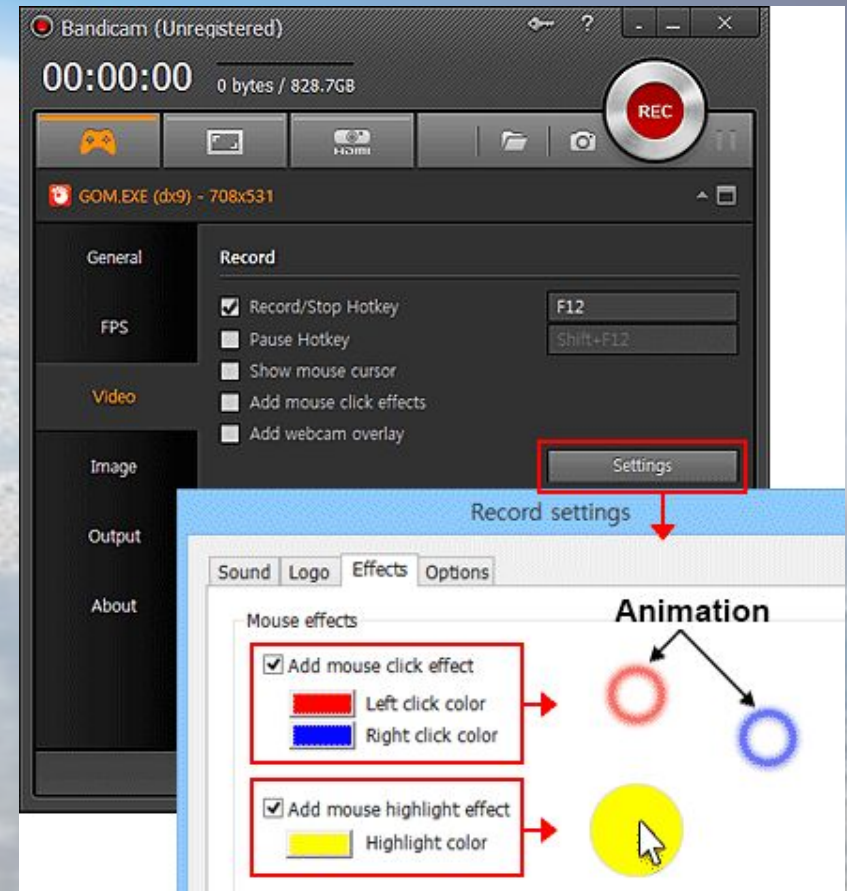 Bandicam (Unregistered)
?
00:00:00 0 bytes / 828.7GB
REC
HDMI
GOM.EXE (dx9) - 708x531
General
FPS
Video
Image
Output
About
Record
Record/Stop Hotkey F12
Pause Hotkey Shift+F12
Show mouse cursor
Add mouse click effects
Add webcam overlay
Settings
Record settings
Sound Logo Effects Options
Mouse effects
Animation
Add mouse click effect
Left click color
Right click color
Add mouse highlight effect
Highlight color